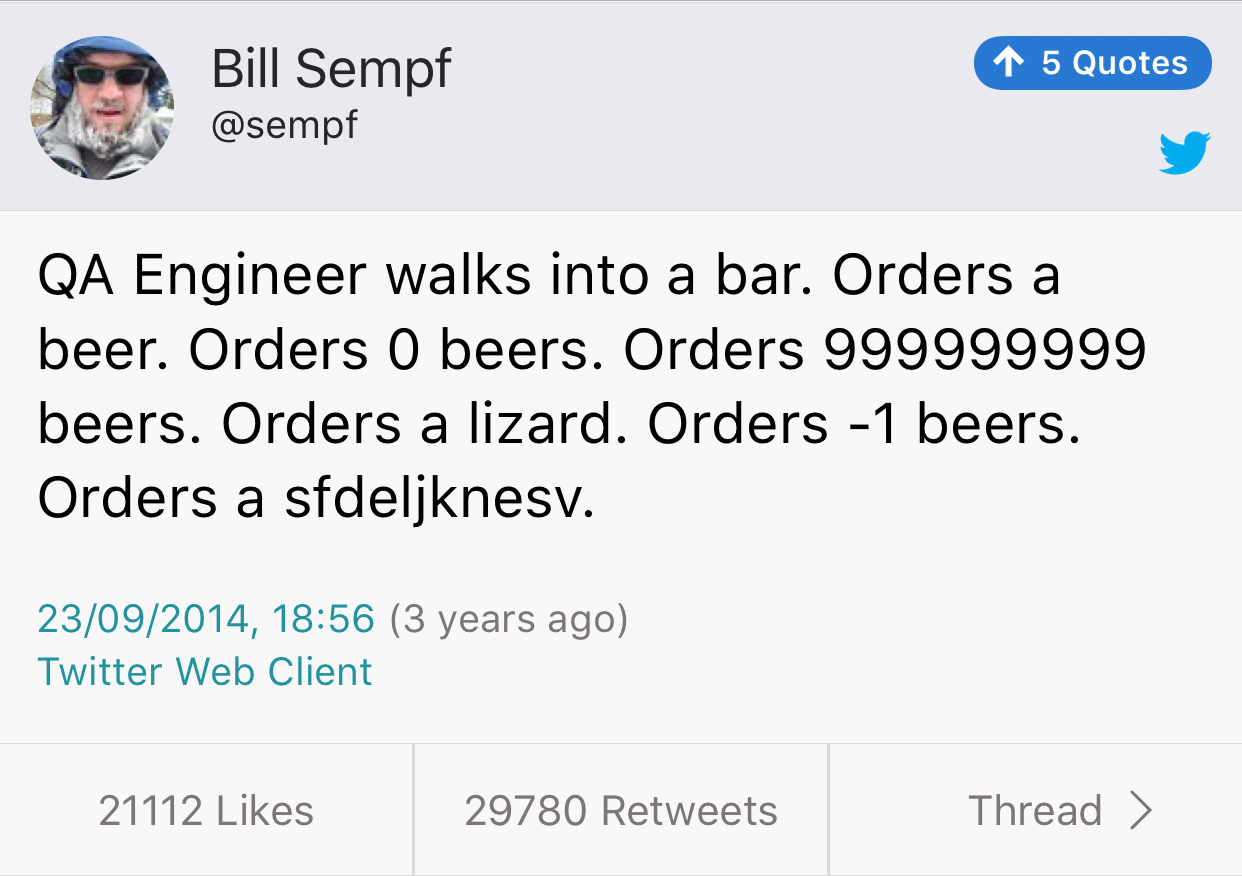 Bill Sempf
@sempf
5 Quotes
QA Engineer walks into a bar. Orders a
beer. Orders 0 beers. Orders 999999999
beers. Orders a lizard. Orders -1 beers.
Orders a sfdeljknesv.
23/09/2014, 18:56 (3 years ago)
Twitter Web Client
21112 Likes
29780 Retweets
Thread